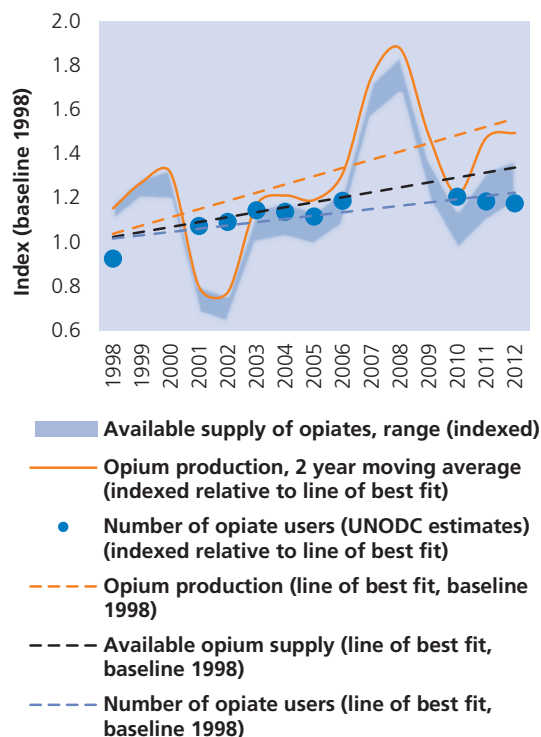 2.0
1.8
1.6
1.4
1.2
1.0
0.8
0.6
Index (baseline 1998)
1998
1999
2000
2001
2002
2003
2004
2005
2006
2007
2008
2009
2010
2011
2012
Available supply of opiates, range (indexed)
Opium production, 2 year moving average
(indexed relative to line of best fit)
Number of opiate users (UNODC estimates)
(indexed relative to line of best fit)
Opium production (line of best fit, baseline
1998)
Available opium supply (line of best fit,
baseline 1998)
Number of opiate users (line of best fit,
baseline 1998)